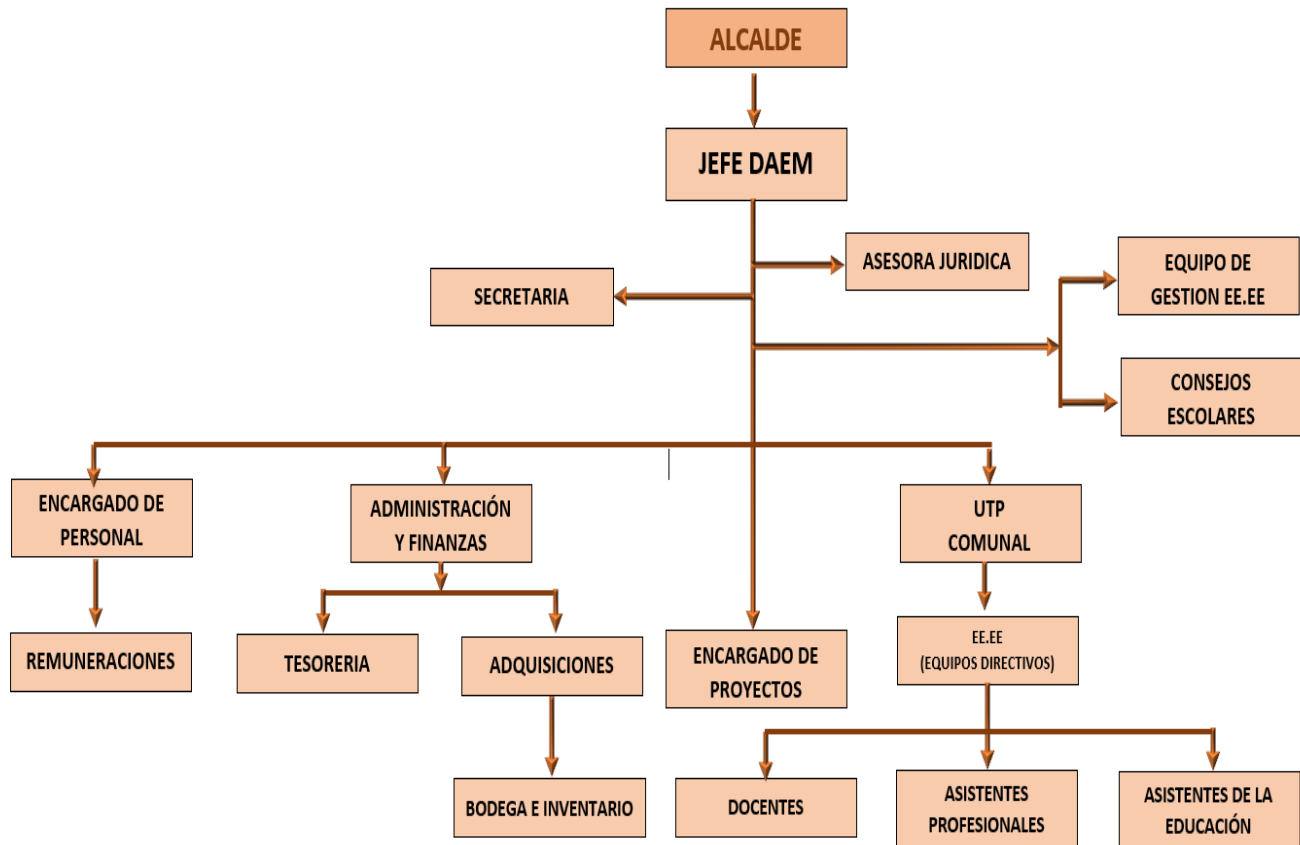 ALCALDE
JEFE DAEM
ASESORA JURIDICA
SECRETARIA
EQUIPO DE
GESTION EE.EE
CONSEJOS
ESCOLARES
ENCARGADO DE
PERSONAL
ADMINISTRACIÓN
Y FINANZAS
UTP
COMUNAL
REMUNERACIONES
TESORERIA
ADQUISICIONES
ENCARGADO DE
PROYECTOS
EE.EE
(EQUIPOS DIRECTIVOS)
BODEGA E INVENTARIO
DOCENTES
ASISTENTES
PROFESIONALES
ASISTENTES DE LA
EDUCACIÓN